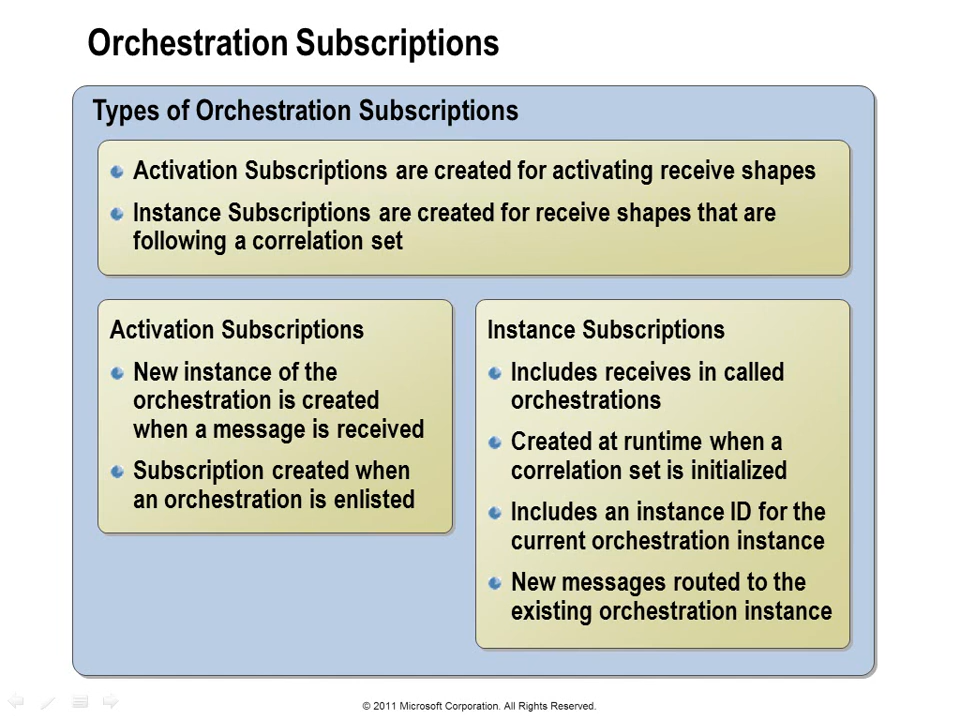 Orchestration Subscriptions
Types of Orchestration Subscriptions
Activation Subscriptions are created for activating receive shapes
Instance Subscriptions are created for receive shapes that are
following a correlation set
Activation Subscriptions
New instance of the
orchestration is created
when a message is received
Subscription created when
an orchestration is enlisted
Instance Subscriptions
Includes receives in called
orchestrations
Created at runtime when a
correlation set is initialized
Includes an instance ID for the
current orchestration instance
New messages routed to the
existing orchestration instance
© 2011 Microsoft Corporation. All Rights Reserved.